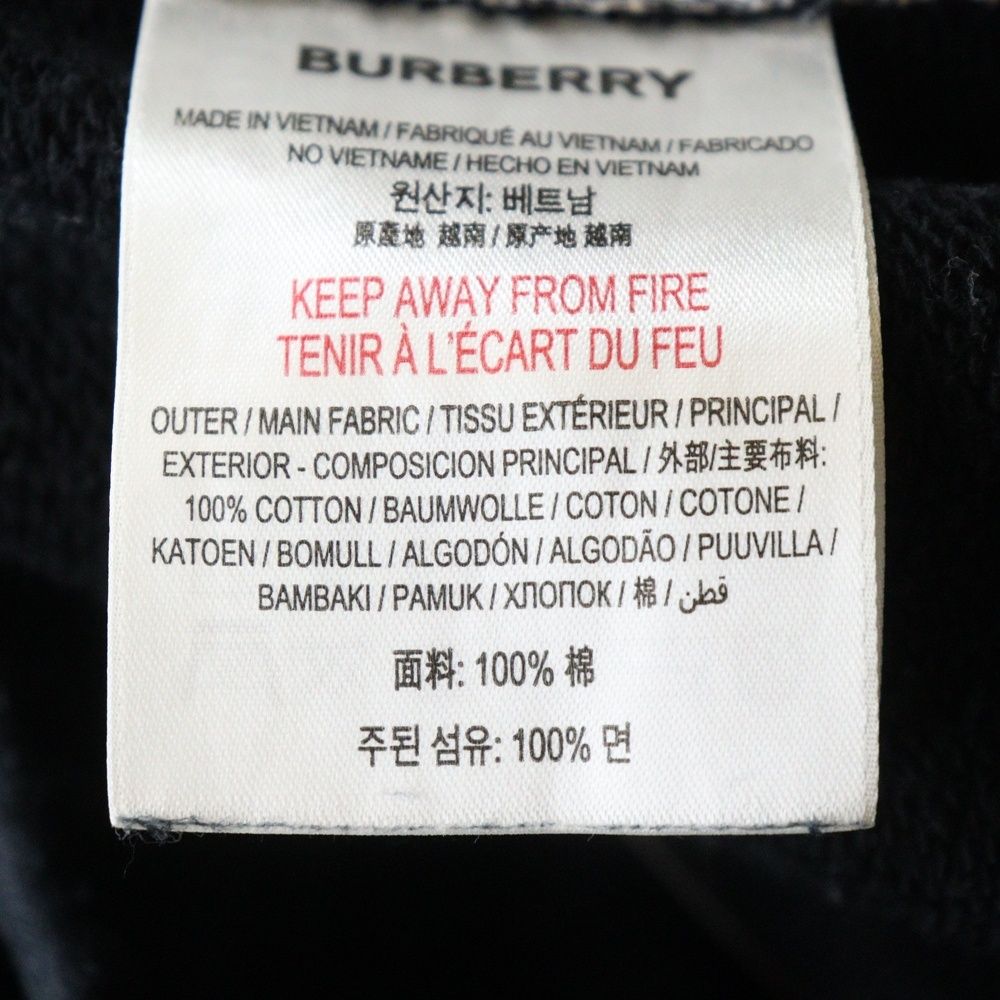 BURBERRY
MADE IN VIETNAM / FABRIQUÉ AU VIETNAM / FABRICADO
NO VIETNAME / HECHO EN VIETNAM
원산지: 베트남
原產地 越南 / 原产地 越南
KEEP AWAY FROM FIRE
TENIR À L'ÉCART DU FEU
OUTER / MAIN FABRIC / TISSU EXTÉRIEUR / PRINCIPAL /
EXTERIOR - COMPOSICION PRINCIPAL / 外部/主要布料:
100% COTTON / BAUMWOLLE / COTON / COTONE /
KATOEN / BOMULL / ALGODÓN / ALGODÃO / PUUVILLA /
BAMBAKI / PAMUK / ХЛОПОК / 棉 / قطن
面料: 100% 棉
주된 섬유: 100% 면